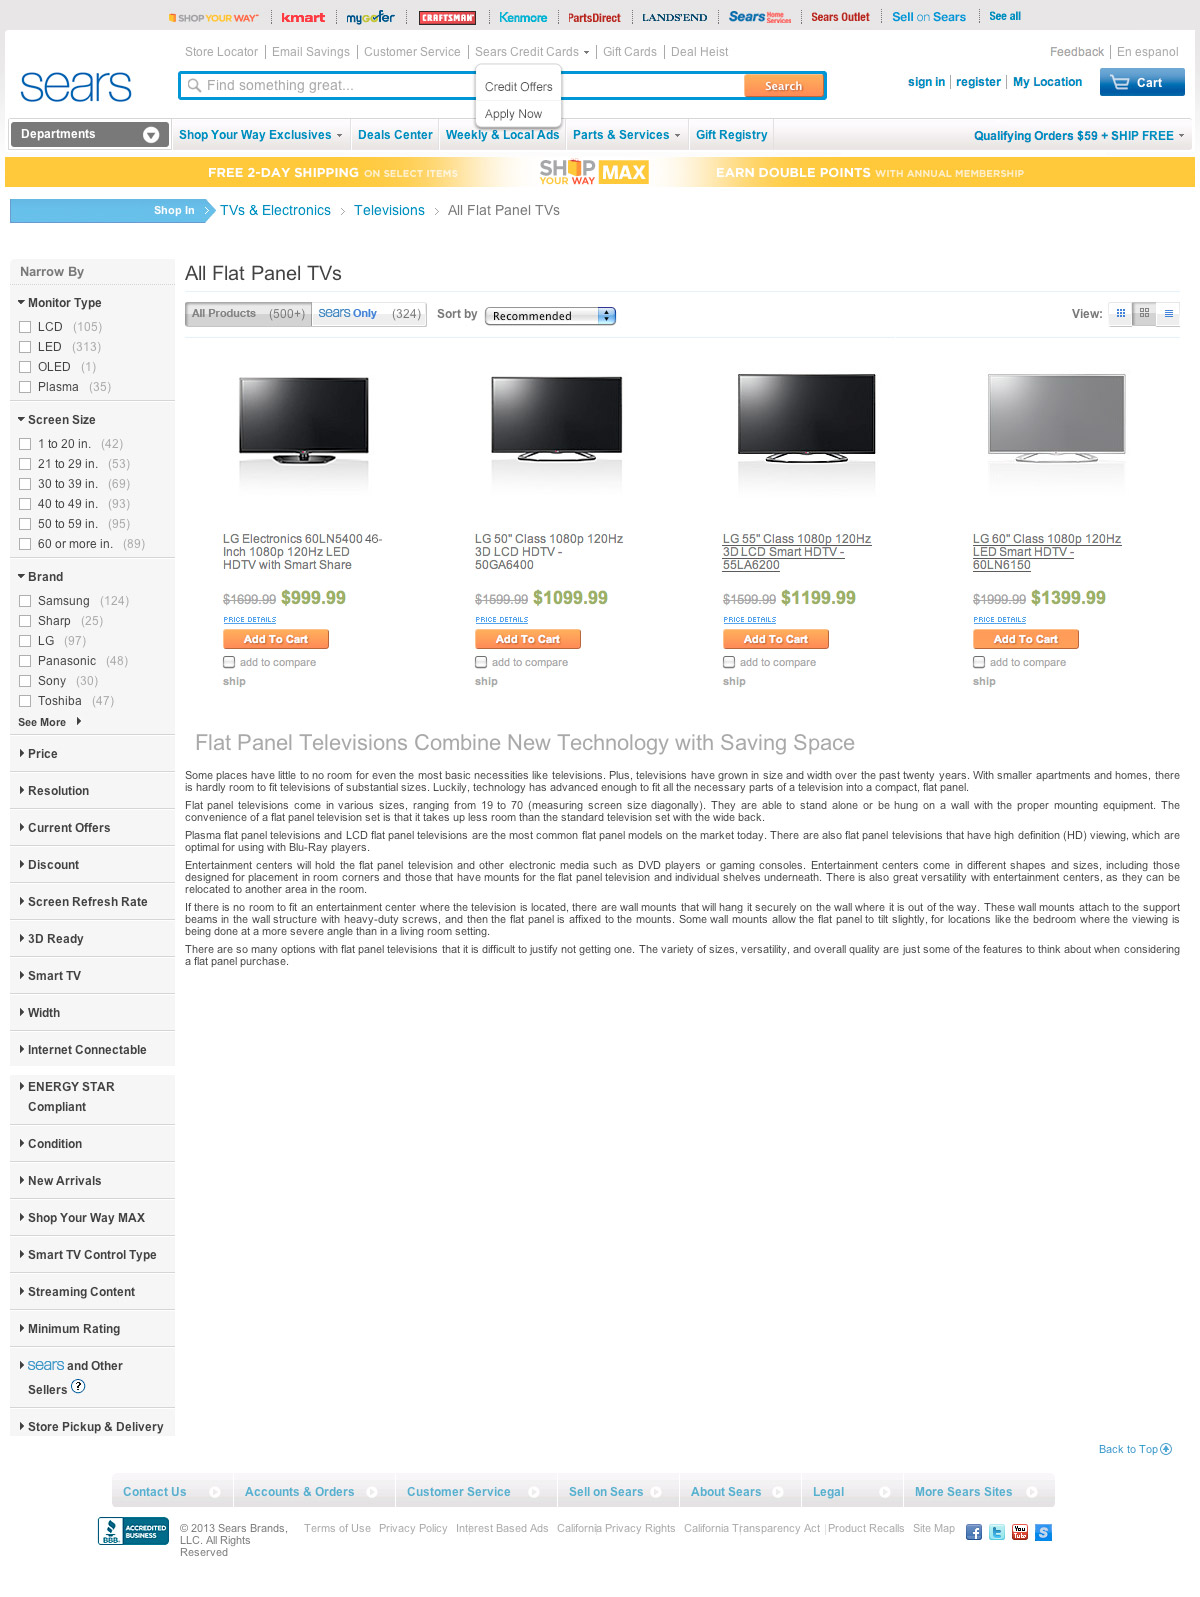 SHOP YOUR WAY
kmart
mygofer
CRAFTSMAN
Kenmore
PartsDirect
LANDS'END
Sears Home Services
Sears Outlet
Sell on Sears
See all
Store Locator
Email Savings
Customer Service
Sears Credit Cards
Gift Cards
Deal Heist
Feedback
En espanol
sears
Find something great...
Credit Offers
Apply Now
Search
sign in
register
My Location
Cart
Departments
Shop Your Way Exclusives
Deals Center
Weekly & Local Ads
Parts & Services
Gift Registry
Qualifying Orders $59 + SHIP FREE
FREE 2-DAY SHIPPING ON SELECT ITEMS
SHOP YOUR WAY MAX
EARN DOUBLE POINTS WITH ANNUAL MEMBERSHIP
Shop In
TVs & Electronics
Televisions
All Flat Panel TVs
Narrow By
Monitor Type
LCD (105)
LED (313)
OLED (1)
Plasma (35)
Screen Size
1 to 20 in. (42)
21 to 29 in. (53)
30 to 39 in. (69)
40 to 49 in. (93)
50 to 59 in. (95)
60 or more in. (89)
Brand
Samsung (124)
Sharp (25)
LG (97)
Panasonic (48)
Sony (30)
Toshiba (47)
See More
Price
Resolution
Current Offers
Discount
Screen Refresh Rate
3D Ready
Smart TV
Width
Internet Connectable
ENERGY STAR
Compliant
Condition
New Arrivals
Shop Your Way MAX
Smart TV Control Type
Streaming Content
Minimum Rating
sears and Other
Sellers ?
Store Pickup & Delivery
All Flat Panel TVs
All Products (500+)
sears Only (324)
Sort by
Recommended
View:
LG Electronics 60LN5400 46-
Inch 1080p 120Hz LED
HDTV with Smart Share
$1699.99 $999.99
PRICE DETAILS
Add To Cart
add to compare
ship
LG 50" Class 1080p 120Hz
3D LCD HDTV -
50GA6400
$1599.99 $1099.99
PRICE DETAILS
Add To Cart
add to compare
ship
LG 55" Class 1080p 120Hz
3D LCD Smart HDTV -
55LA6200
$1599.99 $1199.99
PRICE DETAILS
Add To Cart
add to compare
ship
LG 60" Class 1080p 120Hz
LED Smart HDTV -
60LN6150
$1999.99 $1399.99
PRICE DETAILS
Add To Cart
add to compare
ship
Flat Panel Televisions Combine New Technology with Saving Space
Some places have little to no room for even the most basic necessities like televisions. Plus, televisions have grown in size and width over the past twenty years. With smaller apartments and homes, there
is hardly room to fit televisions of substantial sizes. Luckily, technology has advanced enough to fit all the necessary parts of a television into a compact, flat panel.
Flat panel televisions come in various sizes, ranging from 19 to 70 (measuring screen size diagonally). They are able to stand alone or be hung on a wall with the proper mounting equipment. The
convenience of a flat panel television set is that it takes up less room than the standard television set with the wide back.
Plasma flat panel televisions and LCD flat panel televisions are the most common flat panel models on the market today. There are also flat panel televisions that have high definition (HD) viewing, which are
optimal for using with Blu-Ray players.
Entertainment centers will hold the flat panel television and other electronic media such as DVD players or gaming consoles. Entertainment centers come in different shapes and sizes, including those
designed for placement in room corners and those that have mounts for the flat panel television and individual shelves underneath. There is also great versatility with entertainment centers, as they can be
relocated to another area in the room.
If there is no room to fit an entertainment center where the television is located, there are wall mounts that will hang it securely on the wall where it is out of the way. These wall mounts attach to the support
beams in the wall structure with heavy-duty screws, and then the flat panel is affixed to the mounts. Some wall mounts allow the flat panel to tilt slightly, for locations like the bedroom where the viewing is
being done at a more severe angle than in a living room setting.
There are so many options with flat panel televisions that it is difficult to justify not getting one. The variety of sizes, versatility, and overall quality are just some of the features to think about when considering
a flat panel purchase.
Back to Top
Contact Us
Accounts & Orders
Customer Service
Sell on Sears
About Sears
Legal
More Sears Sites
BBB. ACCREDITED BUSINESS
© 2013 Sears Brands,
LLC. All Rights
Reserved
Terms of Use
Privacy Policy
Interest Based Ads
California Privacy Rights
California Transparency Act
Product Recalls
Site Map
f
t
You Tube
S